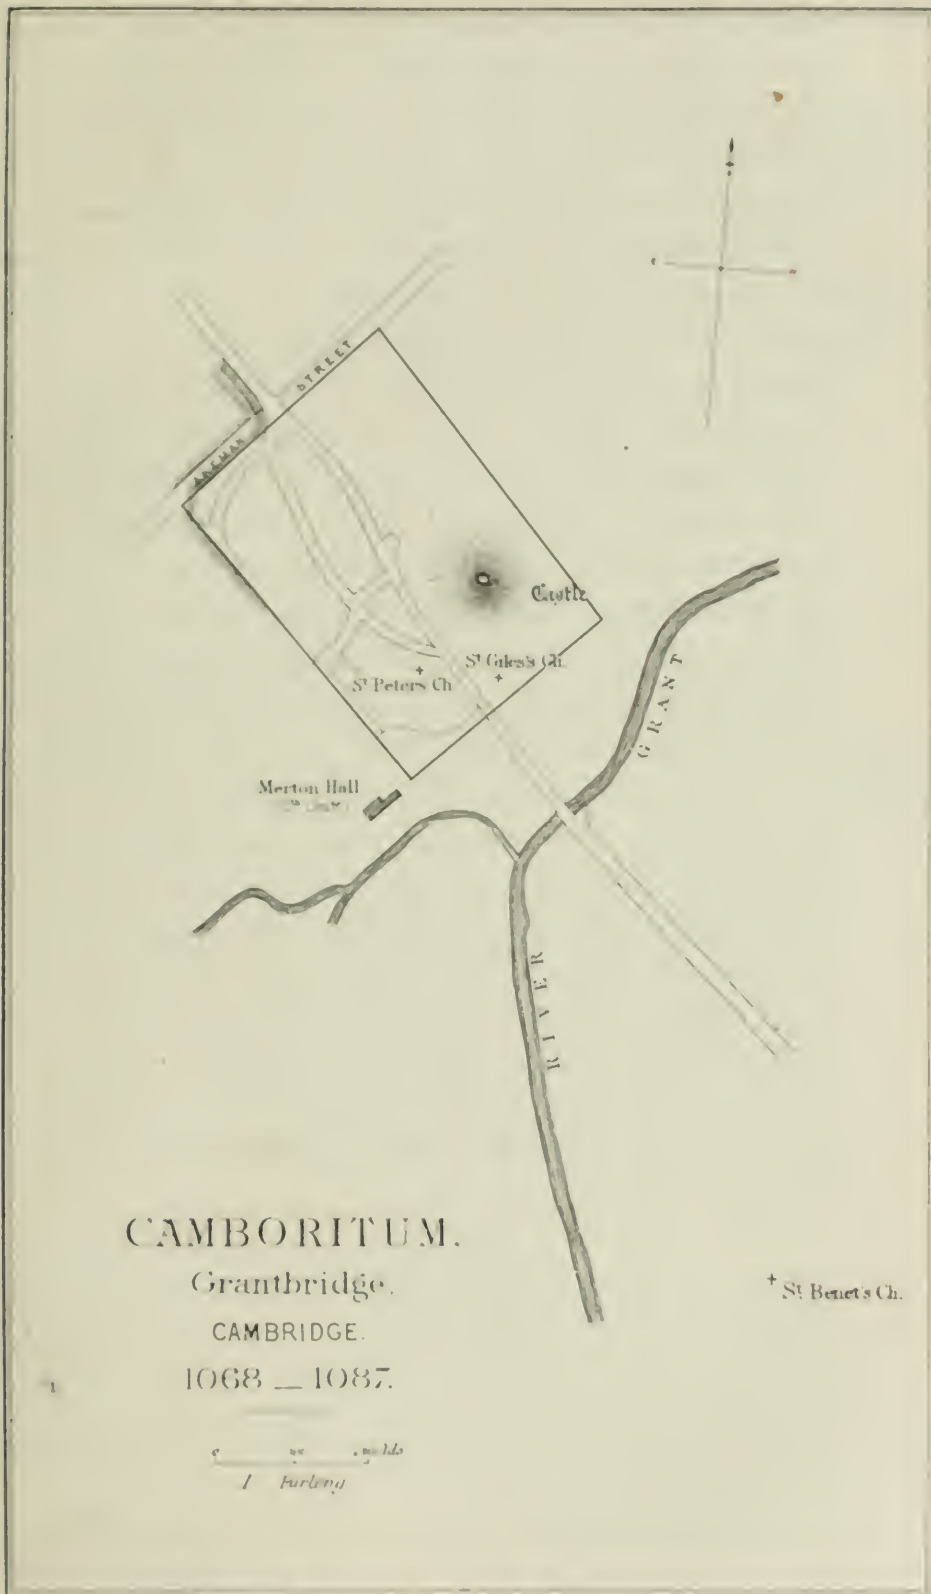 STREET
AKEMAN
Castle
St Giles's Ch.
St Peters Ch
GRANT
Merton Hall
RIVER
CAMBORITUM.
Grantbridge.
CAMBRIDGE.
1068 — 1087.
St Benet's Ch.
1 Furlong